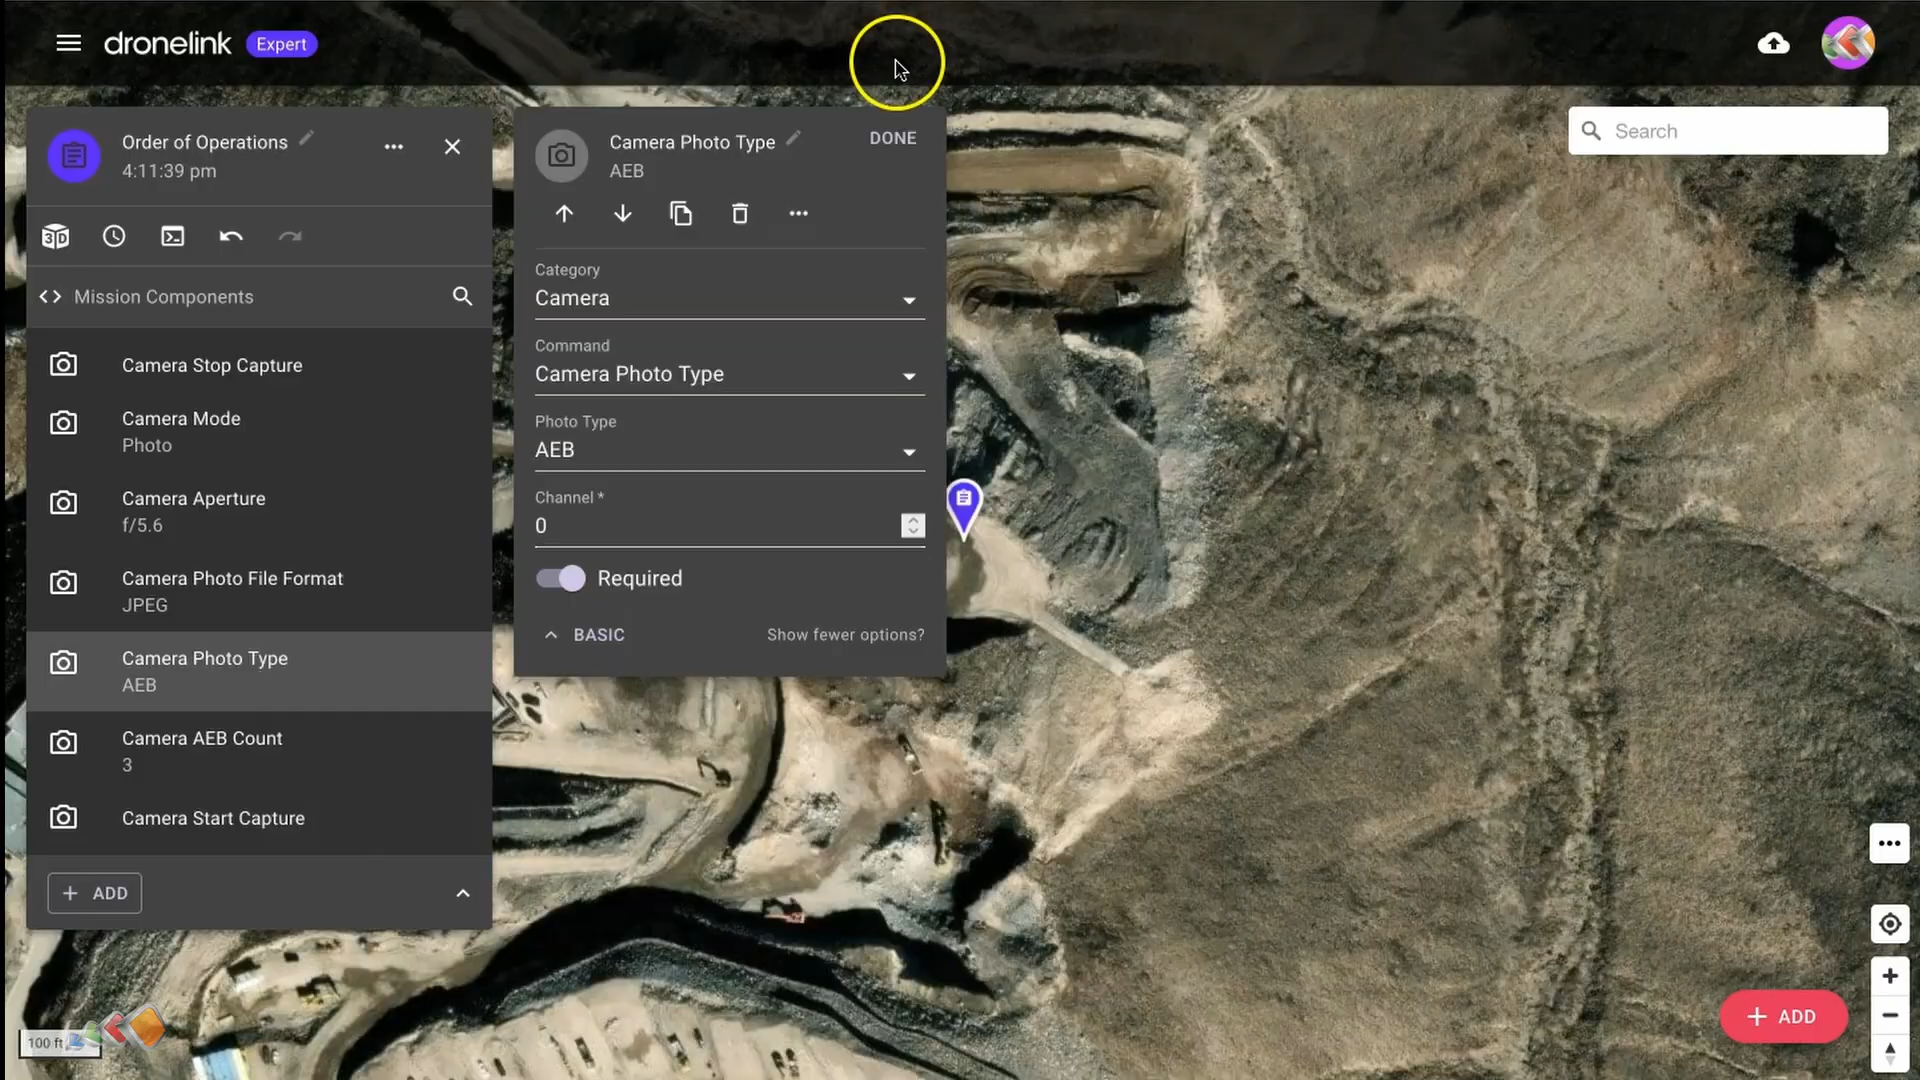 dronelink Expert
Search
Order of Operations
4:11:39 pm
3D
Mission Components
Camera Stop Capture
Camera Mode
Photo
Camera Aperture
f/5.6
Camera Photo File Format
JPEG
Camera Photo Type
AEB
Camera AEB Count
3
Camera Start Capture
+ ADD
Camera Photo Type
AEB
DONE
Category
Camera
Command
Camera Photo Type
Photo Type
AEB
Channel *
0
Required
BASIC
Show fewer options?
100 ft
+ ADD